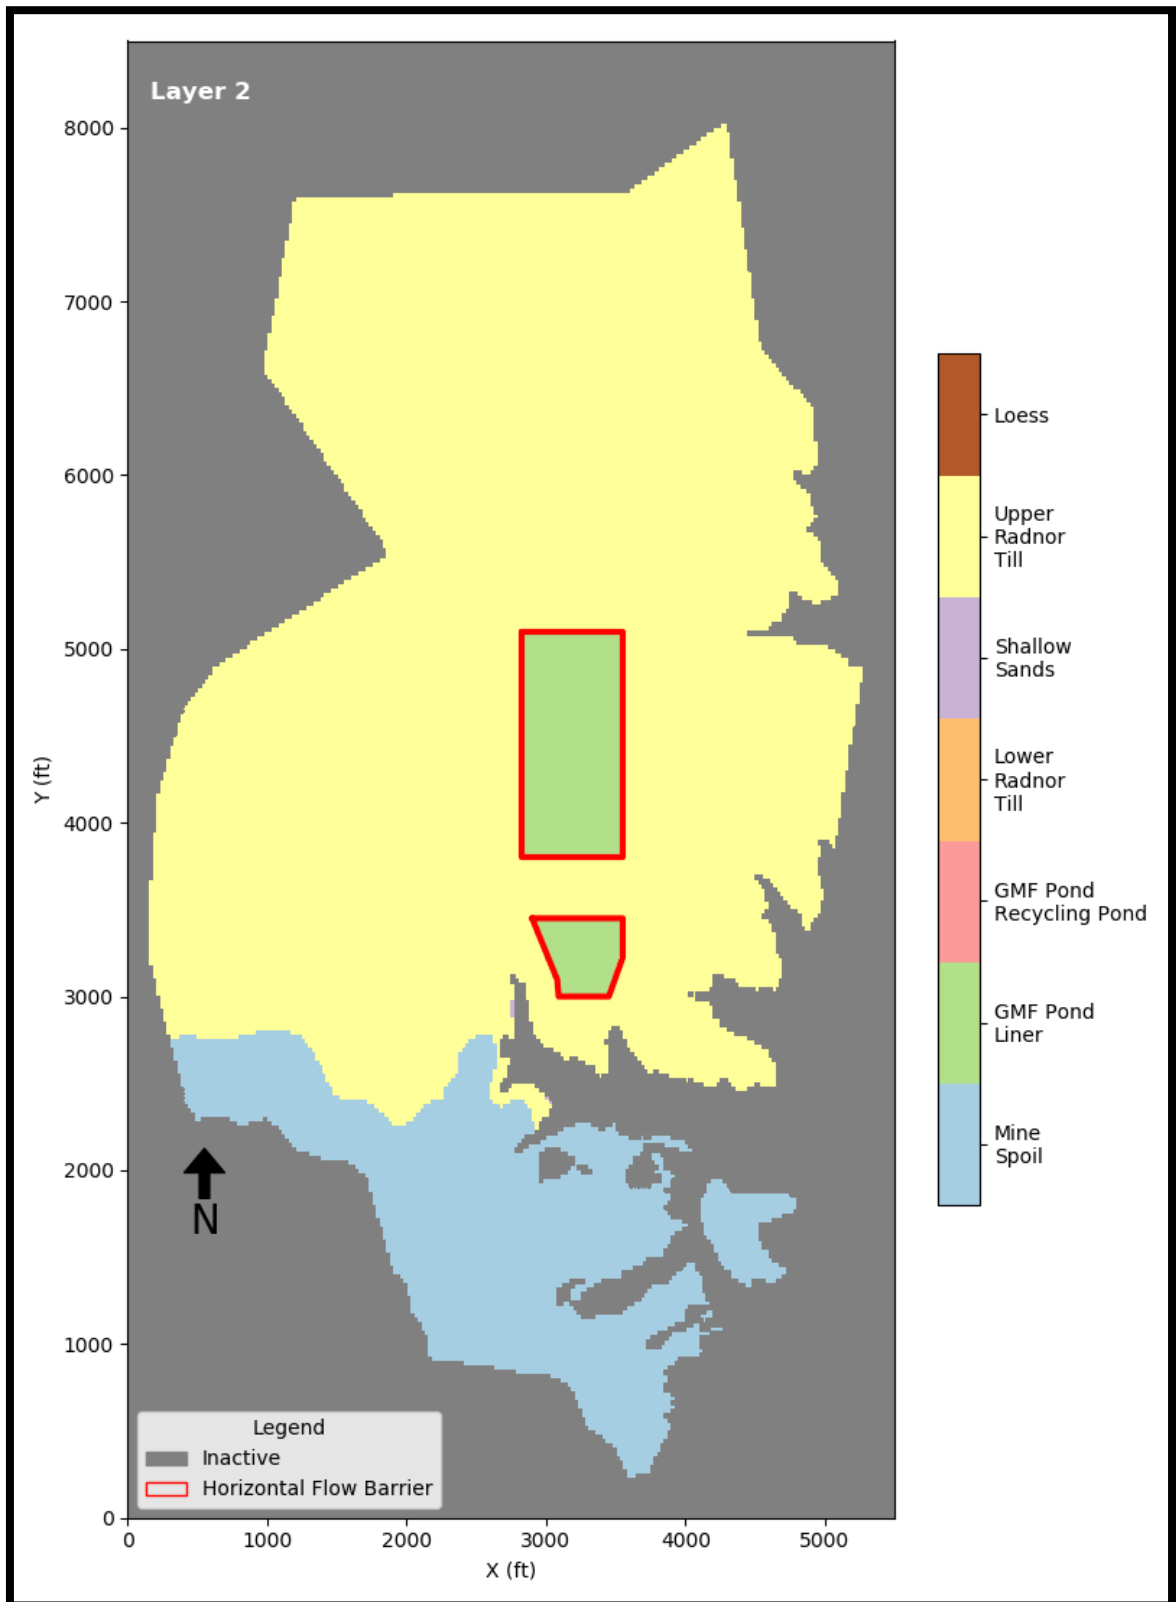 Layer 2
8000
7000
6000
5000
4000
3000
2000
1000
0
Y (ft)
0 1000 2000 3000 4000 5000
X (ft)
N
Legend
Inactive
Horizontal Flow Barrier
Loess
Upper
Radnor
Till
Shallow
Sands
Lower
Radnor
Till
GMF Pond
Recycling Pond
GMF Pond
Liner
Mine
Spoil